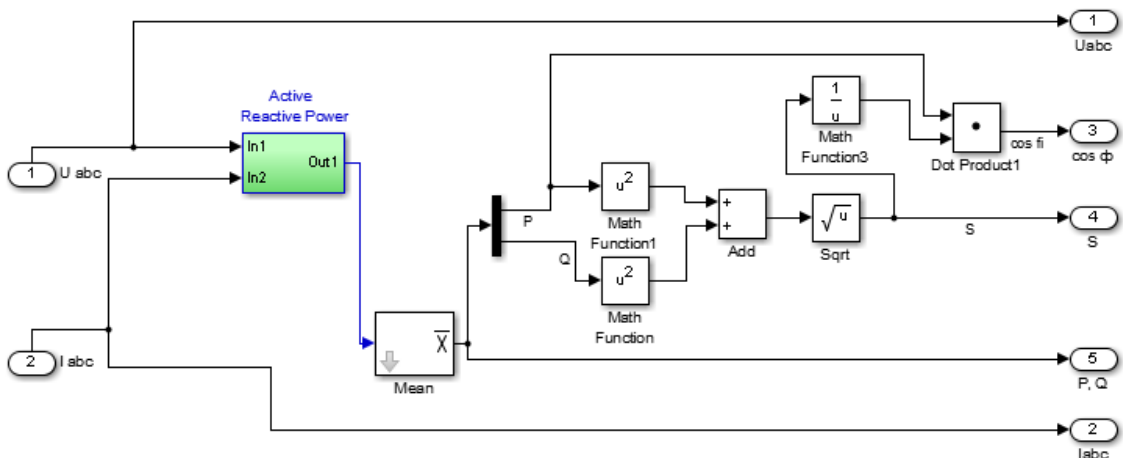 1
Uabc
Active
Reactive Power
In1
In2
Out1
1
U abc
1
u
Math
Function3
Dot Product1
cos fi
3
cos ф
P
u²
Math
Function1
+
+
Add
√u
Sqrt
S
4
S
Q
u²
Math
Function
2
I abc
X
Mean
5
P, Q
2
Iabc